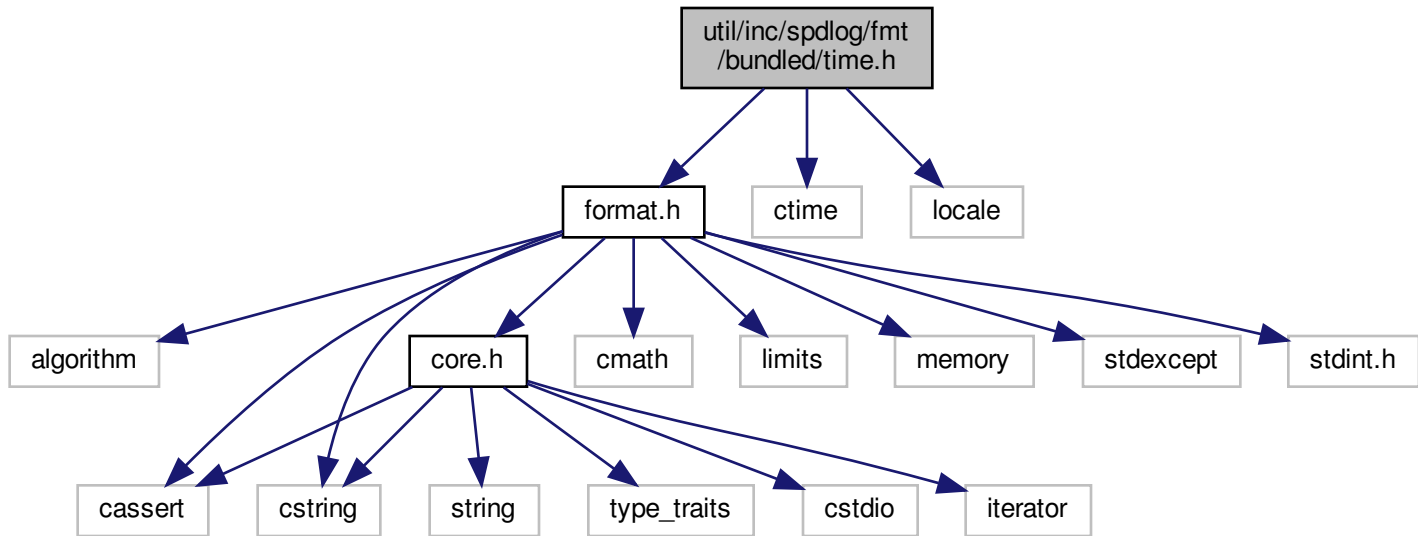 util/inc/spdlog/fmt
/bundled/time.h
format.h
ctime
locale
algorithm
core.h
cmath
limits
memory
stdexcept
stdint.h
cassert
cstring
string
type_traits
cstdio
iterator